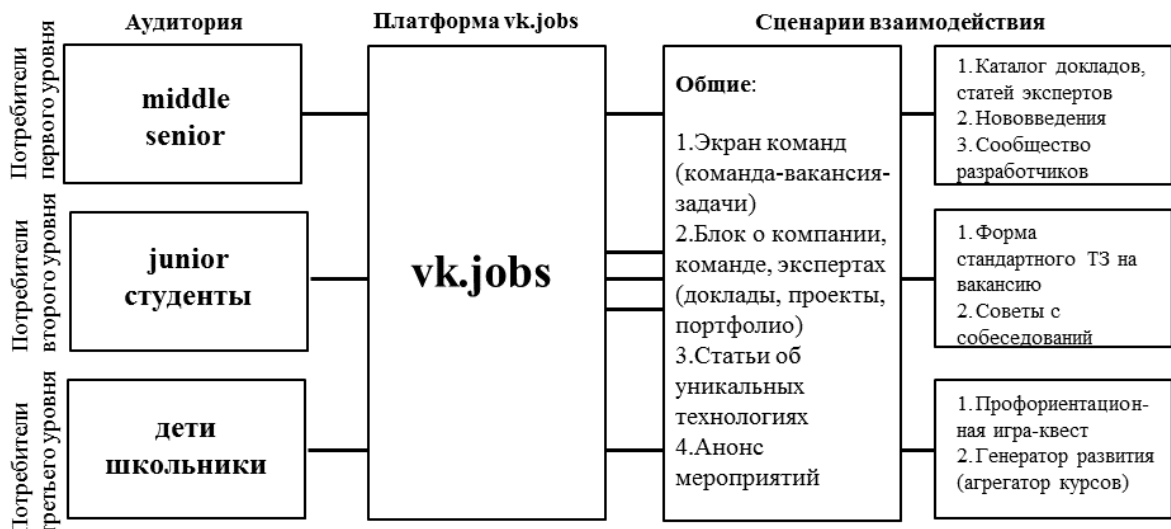 Аудитория
Платформа vk.jobs
Сценарии взаимодействия
Потребители
первого уровня
middle
senior
Потребители
второго уровня
junior
студенты
Потребители
третьего уровня
дети
школьники
vk.jobs
Общие:
1.Экран команд
(команда-вакансия-
задачи)
2.Блок о компании,
команде, экспертах
(доклады, проекты,
портфолио)
3.Статьи об
уникальных
технологиях
4.Анонс
мероприятий
1.Каталог докладов,
статей экспертов
2.Нововведения
3.Сообщество
разработчиков
1.Форма
стандартного ТЗ на
вакансию
2.Советы с
собеседований
1.Профориентацион-
ная игра-квест
2.Генератор развития
(агрегатор курсов)